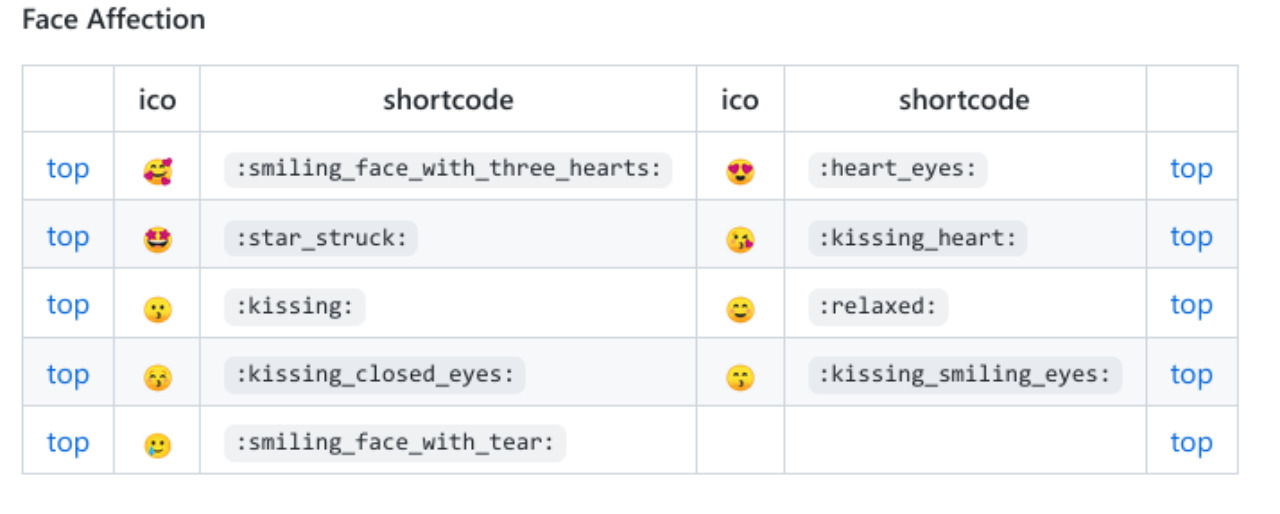 Face Affection
ico shortcode ico shortcode
top 🥰 :smiling_face_with_three_hearts: 😍 :heart_eyes: top
top 🤩 :star_struck: 😘 :kissing_heart: top
top 😗 :kissing: ☺️ :relaxed: top
top 😚 :kissing_closed_eyes: 😙 :kissing_smiling_eyes: top
top 🥲 :smiling_face_with_tear: top